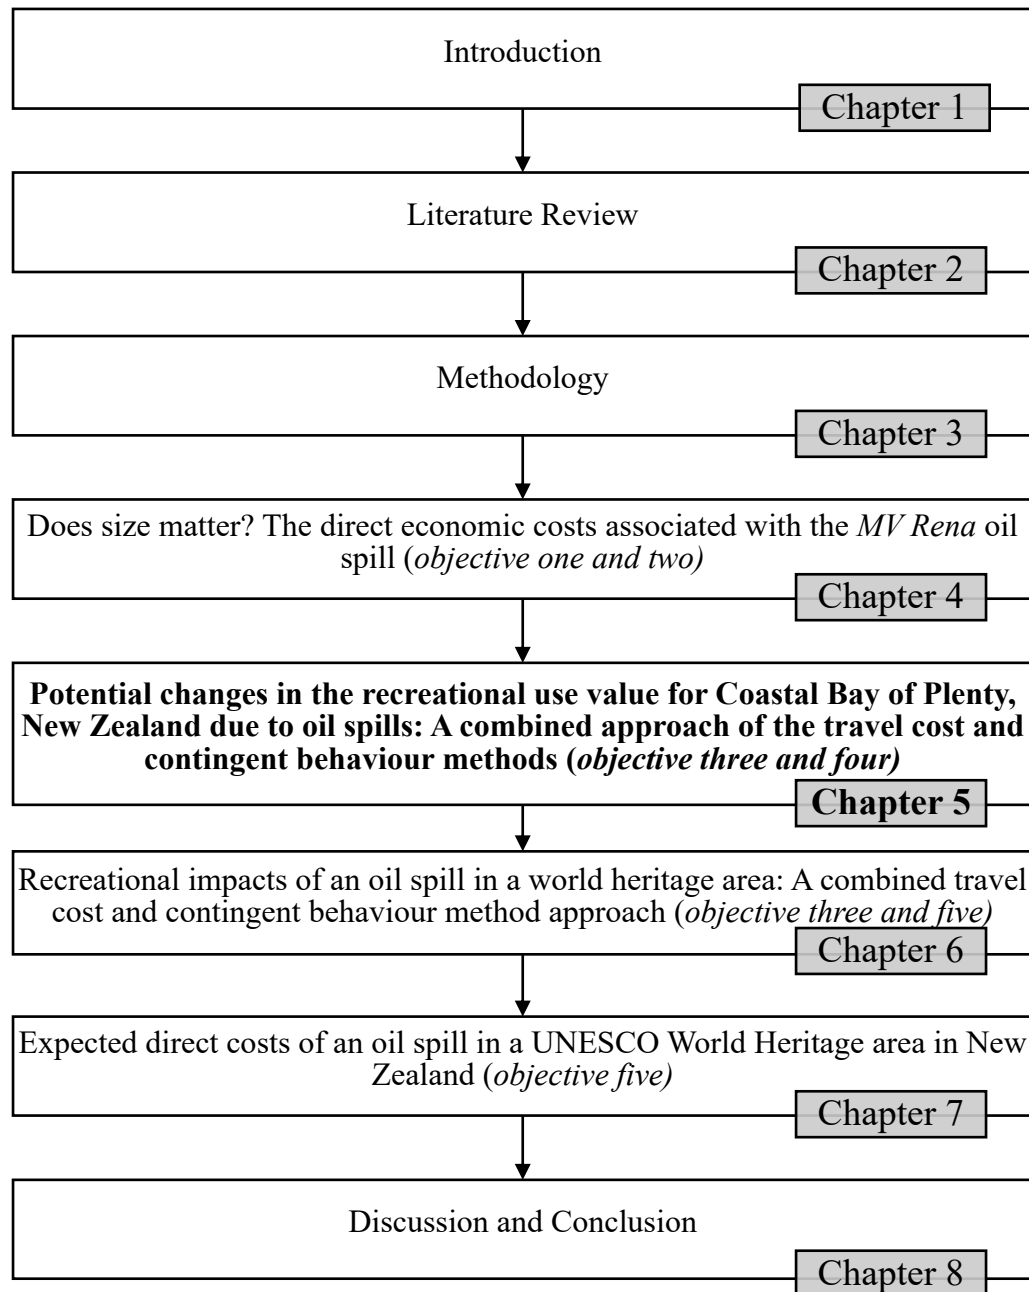 Introduction
Chapter 1
Literature Review
Chapter 2
Methodology
Chapter 3
Does size matter? The direct economic costs associated with the MV Rena oil
spill (objective one and two)
Chapter 4
Potential changes in the recreational use value for Coastal Bay of Plenty,
New Zealand due to oil spills: A combined approach of the travel cost and
contingent behaviour methods (objective three and four)
Chapter 5
Recreational impacts of an oil spill in a world heritage area: A combined travel
cost and contingent behaviour method approach (objective three and five)
Chapter 6
Expected direct costs of an oil spill in a UNESCO World Heritage area in New
Zealand (objective five)
Chapter 7
Discussion and Conclusion
Chapter 8